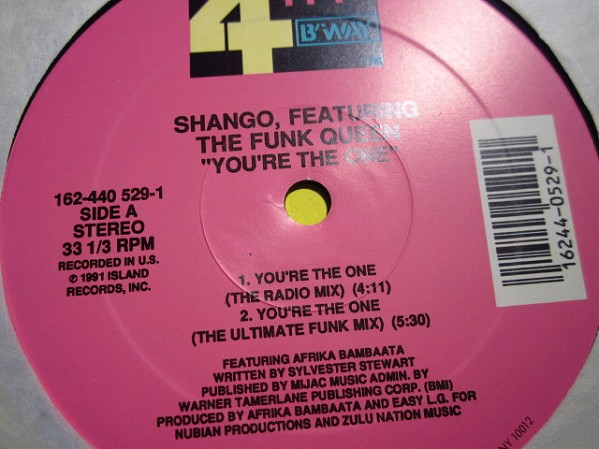 4
B'WAY
TM
SHANGO, FEATURING
THE FUNK QUEEN
"YOU'RE THE ONE"
162-440 529-1
SIDE A
STEREO
33 1/3 RPM
RECORDED IN U.S.
℗ 1991 ISLAND
RECORDS, INC.
1. YOU'RE THE ONE
(THE RADIO MIX) (4:11)
2. YOU'RE THE ONE
(THE ULTIMATE FUNK MIX) (5:30)
FEATURING AFRIKA BAMBAATA
WRITTEN BY SYLVESTER STEWART
PUBLISHED BY MIJAC MUSIC ADMIN. BY
WARNER TAMERLANE PUBLISHING CORP. (BMI)
PRODUCED BY AFRIKA BAMBAATA AND EASY L.G. FOR
NUBIAN PRODUCTIONS AND ZULU NATION MUSIC
16244-0529-1
NY 10012